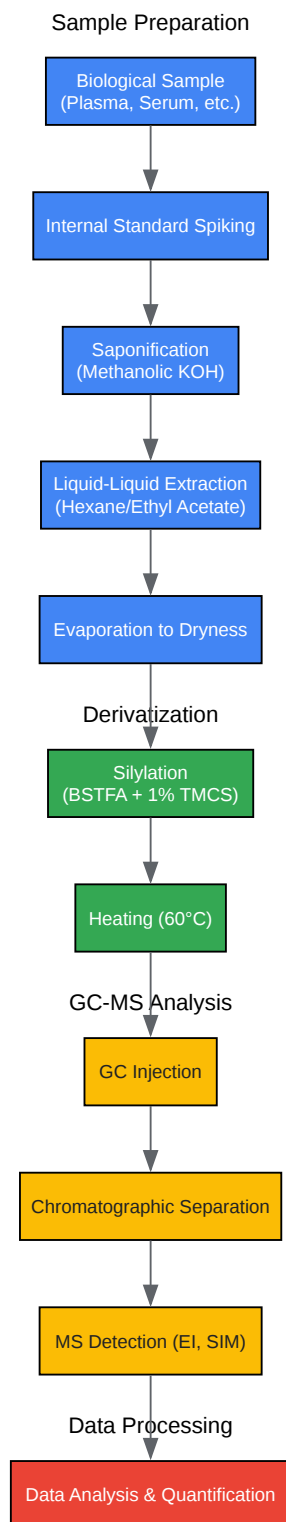 Sample Preparation
Biological Sample
(Plasma, Serum, etc.)
Internal Standard Spiking
Saponification
(Methanolic KOH)
Liquid-Liquid Extraction
(Hexane/Ethyl Acetate)
Evaporation to Dryness
Derivatization
Silylation
(BSTFA + 1% TMCS)
Heating (60°C)
GC-MS Analysis
GC Injection
Chromatographic Separation
MS Detection (EI, SIM)
Data Processing
Data Analysis & Quantification